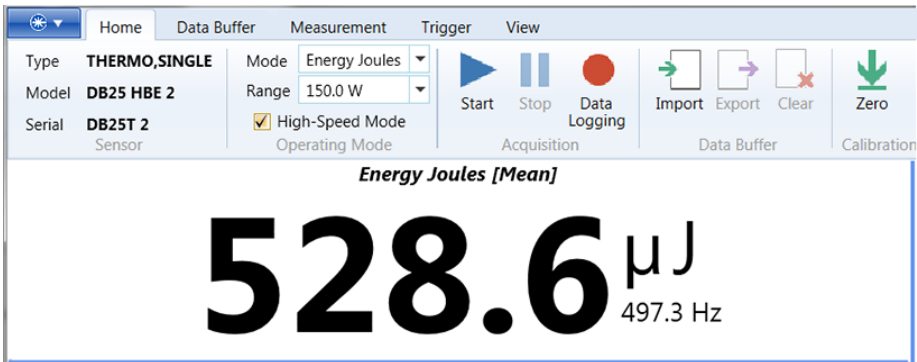 Home Data Buffer Measurement Trigger View
Type THERMO,SINGLE
Model DB25 HBE 2
Serial DB25T 2
Sensor
Mode Energy Joules
Range 150.0 W
High-Speed Mode
Operating Mode
Start Stop Data Logging
Acquisition
Import Export Clear
Data Buffer
Zero
Calibration
Energy Joules [Mean]
528.6 µJ
497.3 Hz